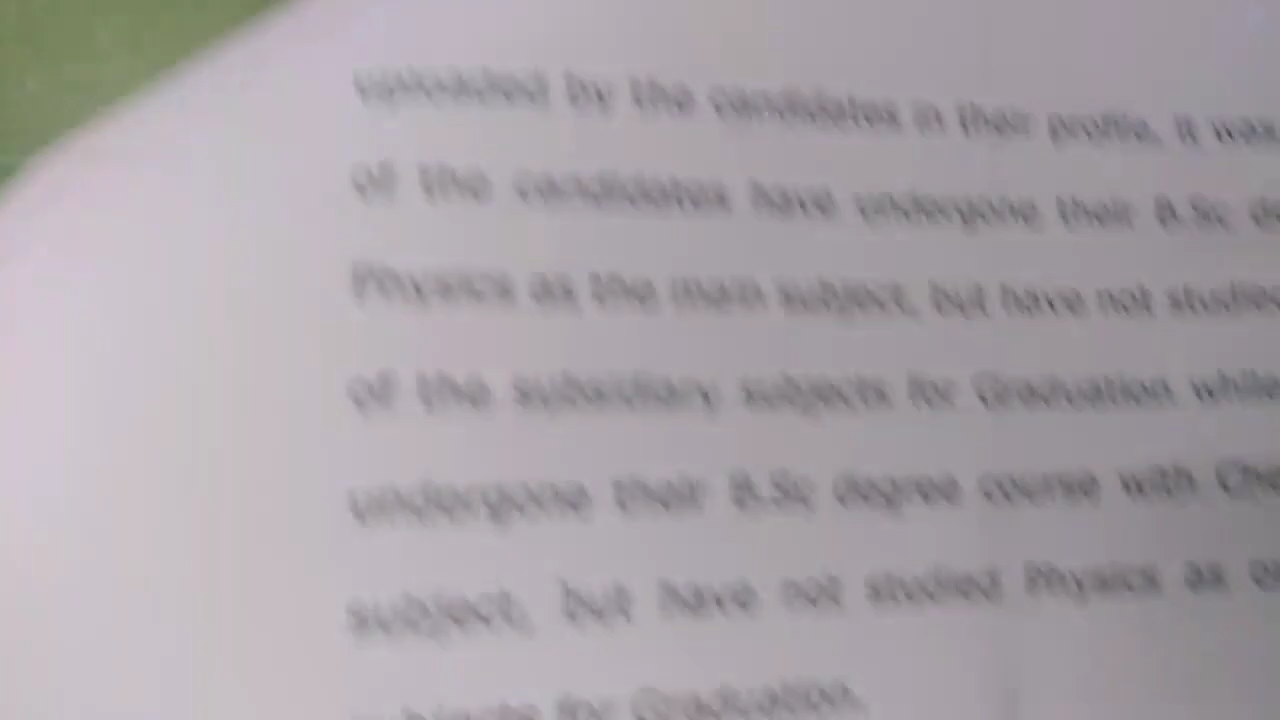 uploaded by the candidates in their profile, it was
of the candidates have undergone their B.Sc
Physics as the main subject, but have not studied
of the subsidiary subjects for Graduation while
undergone their B.Sc degree course with
subject, but have not studied Physics as
subjects for Graduation.